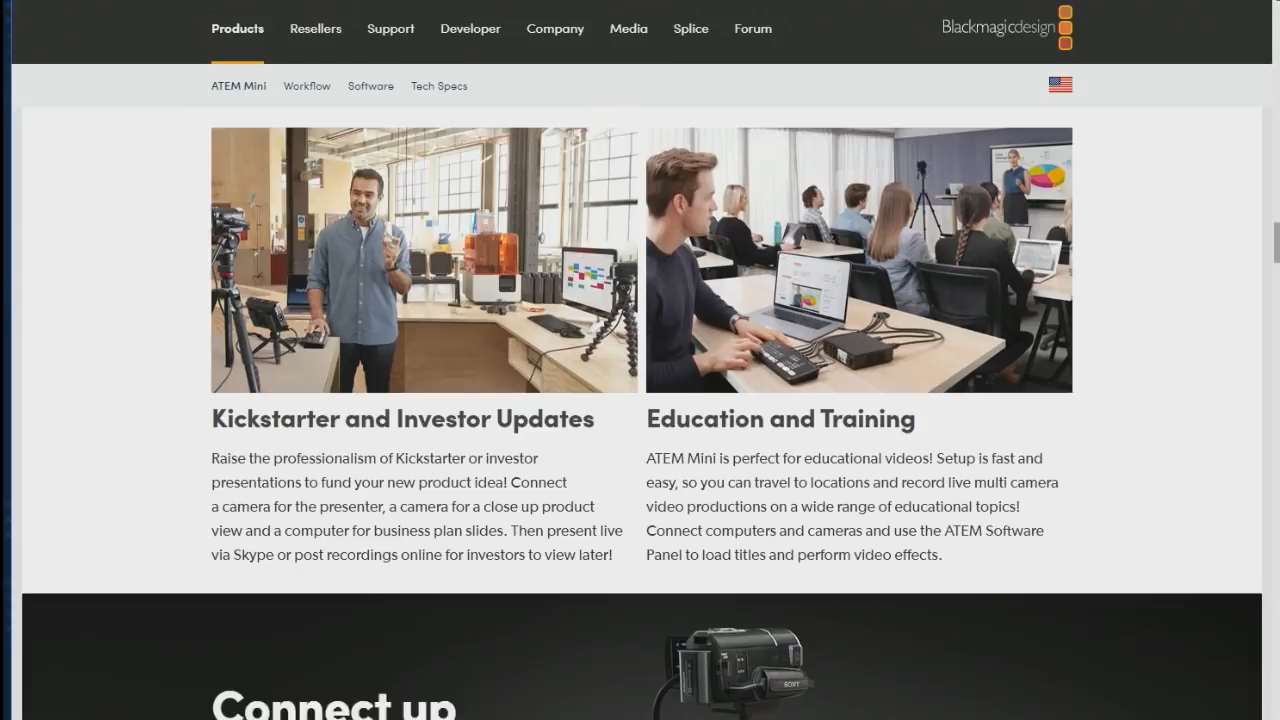 Products Resellers Support Developer Company Media Splice Forum
Blackmagicdesign
ATEM Mini Workflow Software Tech Specs
Kickstarter and Investor Updates
Raise the professionalism of Kickstarter or investor
presentations to fund your new product idea! Connect
a camera for the presenter, a camera for a close up product
view and a computer for business plan slides. Then present live
via Skype or post recordings online for investors to view later!
Education and Training
ATEM Mini is perfect for educational videos! Setup is fast and
easy, so you can travel to locations and record live multi camera
video productions on a wide range of educational topics!
Connect computers and cameras and use the ATEM Software
Panel to load titles and perform video effects.
SONY
Connect up